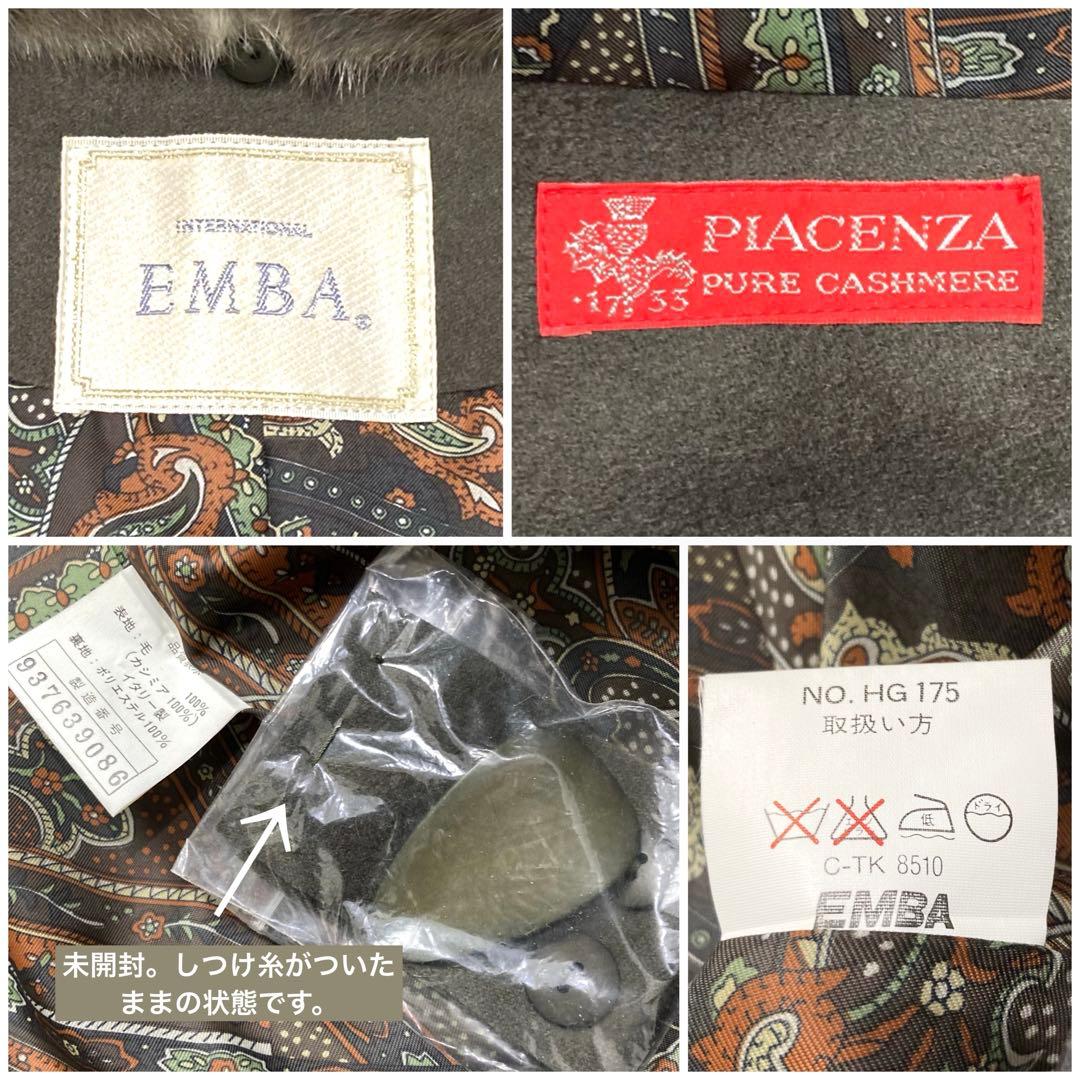 INTERNATIONAL
EMBA®
PIACENZA
PURE CASHMERE
1733
表地：毛 100%
(カシミア 100%)
イタリー製
裏地：ポリエステル100%
製造番号
937639086
未開封。しつけ糸がついた
ままの状態です。
NO. HG 175
取扱い方
低
ドライ
C-TK 8510
EMBA